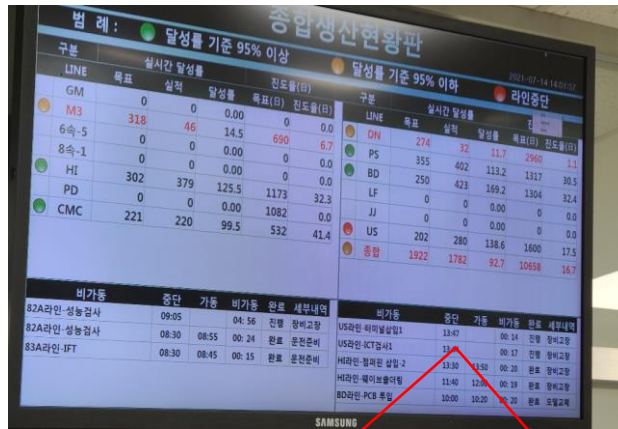 종합생산현황판
범 례 : 달성률 기준 95% 이상 달성률 기준 95% 이하 라인중단
2021-07-14 14:01:37
구분 실시간 달성률 진도율(日)
LINE 목표 실적 달성률 목표(日) 진도율(日)
GM 0 0 0.00 0 0.0
M3 318 46 14.5 690 6.7
6속-5 0 0 0.00 0 0.0
8속-1 0 0 0.00 0 0.0
HI 302 379 125.5 1173 32.3
PD 0 0 0.00 1082 0.0
CMC 221 220 99.5 532 41.4
구분 실시간 달성률
LINE 목표 실적 달성률 목표(日) 진도율(日)
DN 274 32 11.7 2960 1.1
PS 355 402 113.2 1317 30.5
BD 250 423 169.2 1304 32.4
LF 0 0 0.00 0 0.0
JJ 0 0 0.00 0 0.0
US 202 280 138.6 1600 17.5
종합 1922 1782 92.7 10658 16.7
비가동 중단 가동 비가동 완료 세부내역
82A라인-성능검사 09:05 04: 56 진행 장비고장
82A라인-성능검사 08:30 08:55 00: 24 완료 운전준비
83A라인-IFT 08:30 08:45 00: 15 완료 운전준비
비가동 중단 가동 비가동 완료 세부내역
US라인-터미널삽입1 13:47 00: 14 진행 장비고장
US라인-ICT검사1 00: 17 진행 장비고장
HI라인-점퍼핀 삽입-2 13:30 13:50 00: 20 완료 장비고장
HI라인-웨이브솔더링 11:40 12:00 00: 19 완료 장비고장
BD라인-PCB 투입 10:00 10:20 00: 20 완료 모델교체
SAMSUNG